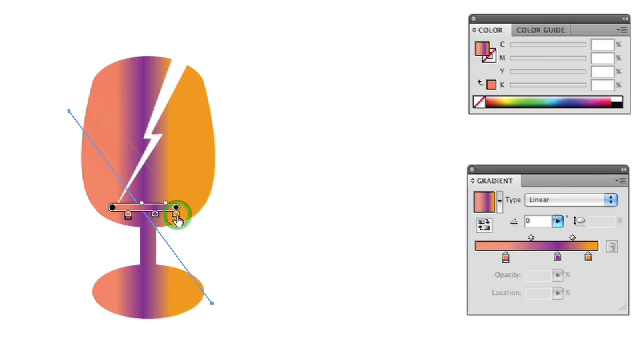 COLOR COLOR GUIDE
C %
M %
Y %
K %
GRADIENT
Type Linear
0 °
Opacity: %
Location: %